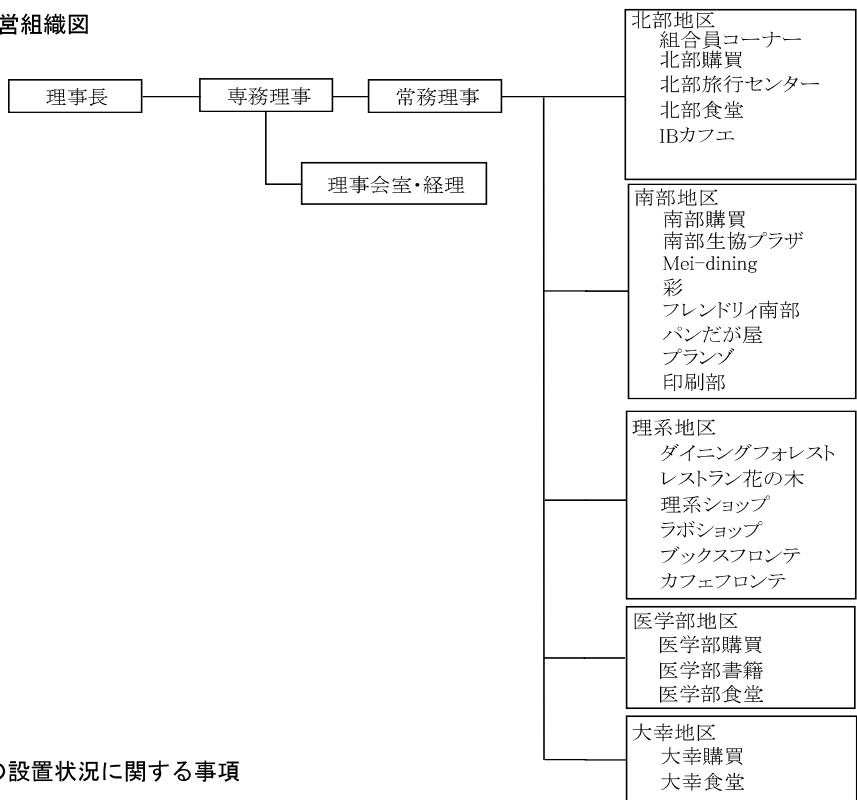 営組織図
理事長
専務理事
常務理事
理事会室・経理
北部地区
組合員コーナー
北部購買
北部旅行センター
北部食堂
IBカフエ
南部地区
南部購買
南部生協プラザ
Mei-dining
彩
フレンドリィ南部
パンだが屋
プランゾ
印刷部
理系地区
ダイニングフォレスト
レストラン花の木
理系ショップ
ラボショップ
ブックスフロンテ
カフェフロンテ
医学部地区
医学部購買
医学部書籍
医学部食堂
大幸地区
大幸購買
大幸食堂
の設置状況に関する事項